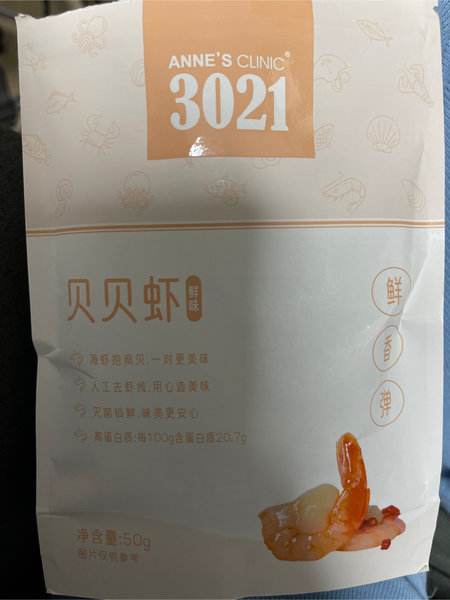 ANNE'S CLINIC®
3021
贝贝虾 鲜味
鲜
香
弹
海虾抱扇贝,一对更美味
人工去虾线,用心造美味
灭菌锁鲜,味美更安心
高蛋白质:每100g含蛋白质20.7g
净含量:50g
图片仅供参考